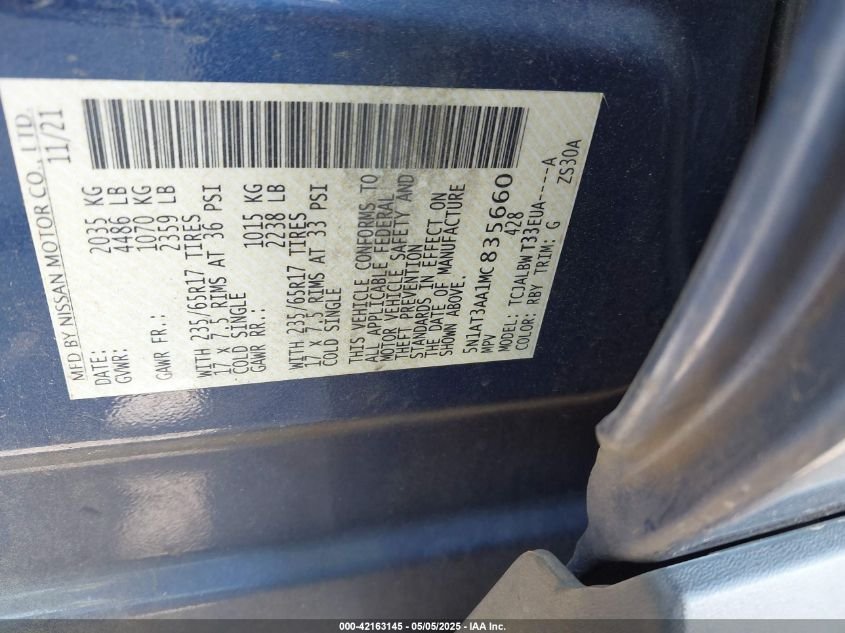 MFD BY NISSAN MOTOR CO., LTD.
DATE: 11/21
GVWR: 2035 KG
4486 LB
GAWR FR.: 1070 KG
2359 LB
WITH 235/65R17 TIRES
17 X 7.5 RIMS AT 36 PSI
COLD SINGLE
GAWR RR.: 1015 KG
2238 LB
WITH 235/65R17 TIRES
17 X 7.5 RIMS AT 33 PSI
COLD SINGLE
THIS VEHICLE CONFORMS TO
ALL APPLICABLE FEDERAL
MOTOR VEHICLE SAFETY AND
THEFT PREVENTION
STANDARDS IN EFFECT ON
THE DATE OF MANUFACTURE
SHOWN ABOVE.
5N1AT3AA1MC835660
MPV 428
MODEL: TCJALBW T33EUA-----A
COLOR: RBY TRIM: G ZS30A
000-42163145 - 05/05/2025 - IAA Inc.